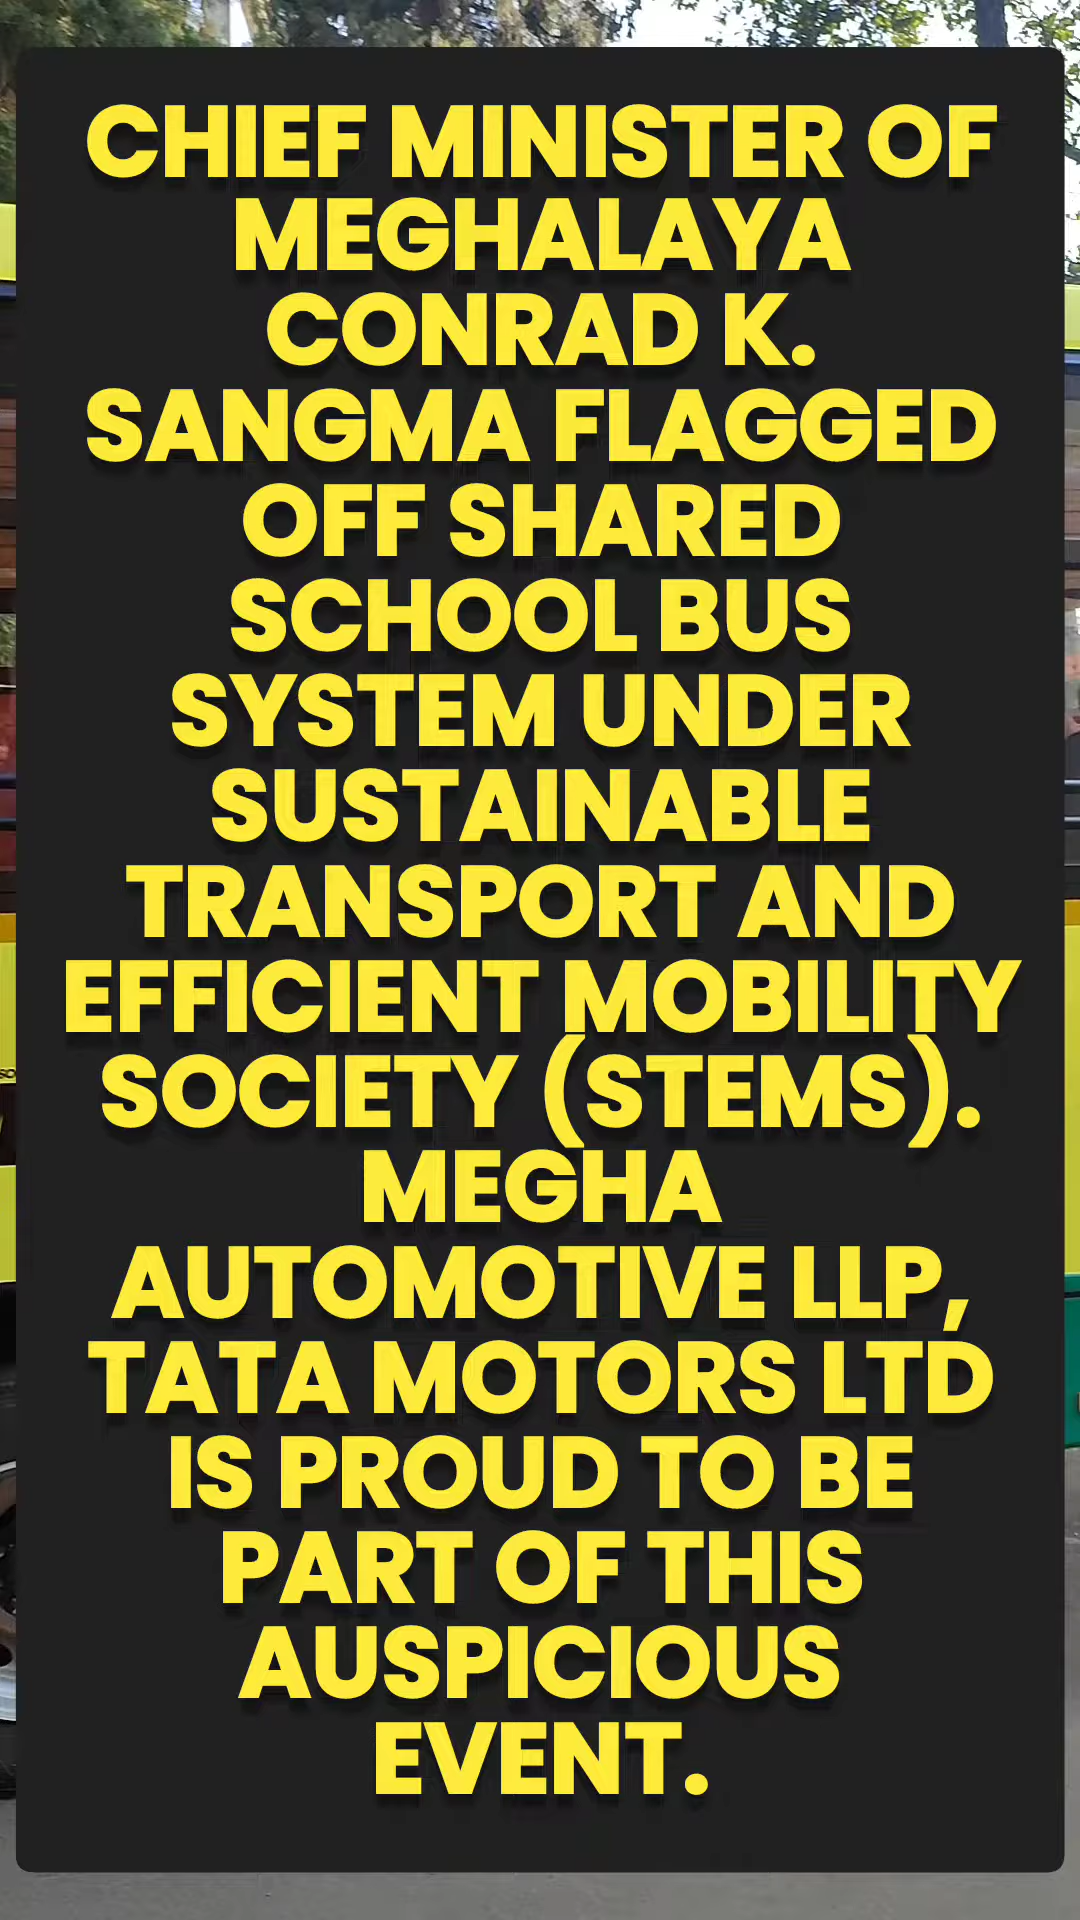 CHIEF MINISTER OF
MEGHALAYA
CONRAD K.
SANGMA FLAGGED
OFF SHARED
SCHOOL BUS
SYSTEM UNDER
SUSTAINABLE
TRANSPORT AND
EFFICIENT MOBILITY
SOCIETY (STEMS).
MEGHA
AUTOMOTIVE LLP,
TATA MOTORS LTD
IS PROUD TO BE
PART OF THIS
AUSPICIOUS
EVENT.